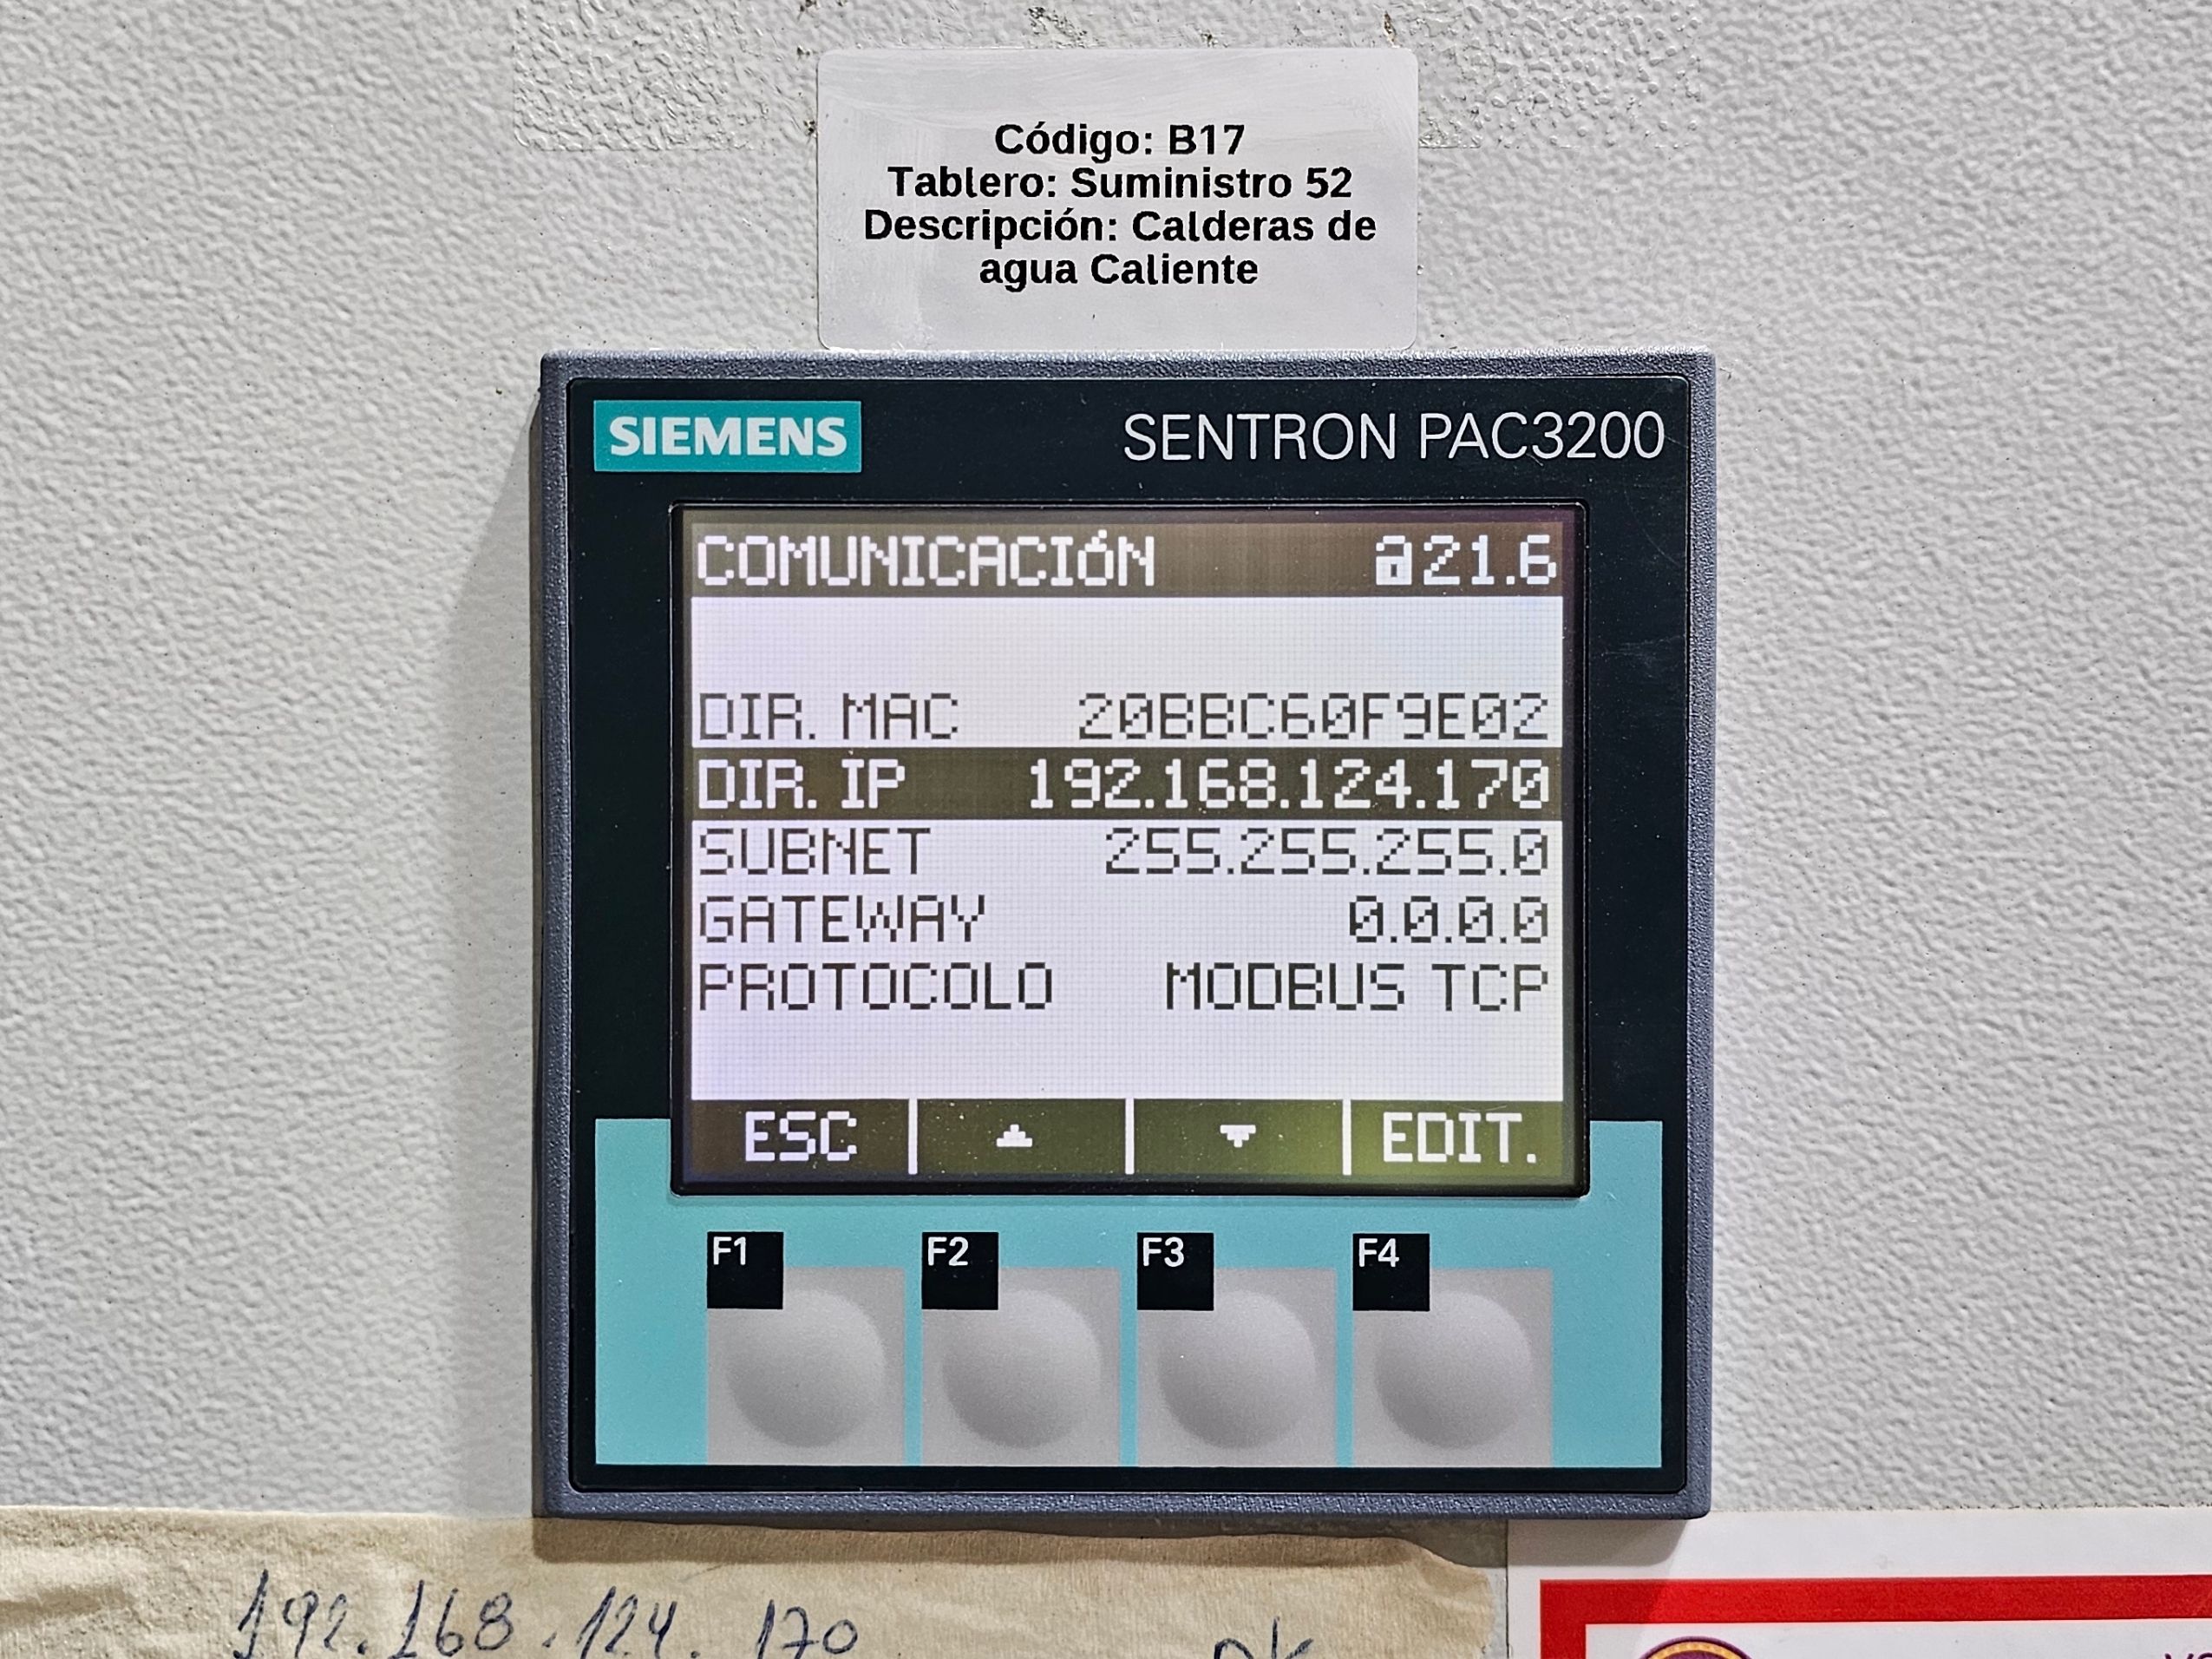 Código: B17
Tablero: Suministro 52
Descripción: Calderas de
agua Caliente
SIEMENS SENTRON PAC3200
COMUNICACIÓN 21.6
DIR. MAC 20BBC60F9E02
DIR. IP 192.168.124.170
SUBNET 255.255.255.0
GATEWAY 0.0.0.0
PROTOCOLO MODBUS TCP
ESC EDIT.
F1 F2 F3 F4
192.168.124.170